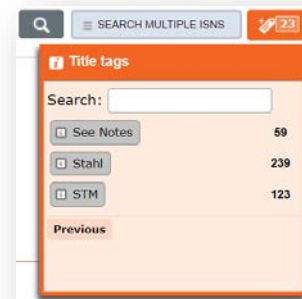 SEARCH MULTIPLE ISNS 23
Title tags
Search:
See Notes 59
Stahl 239
STM 123
Previous